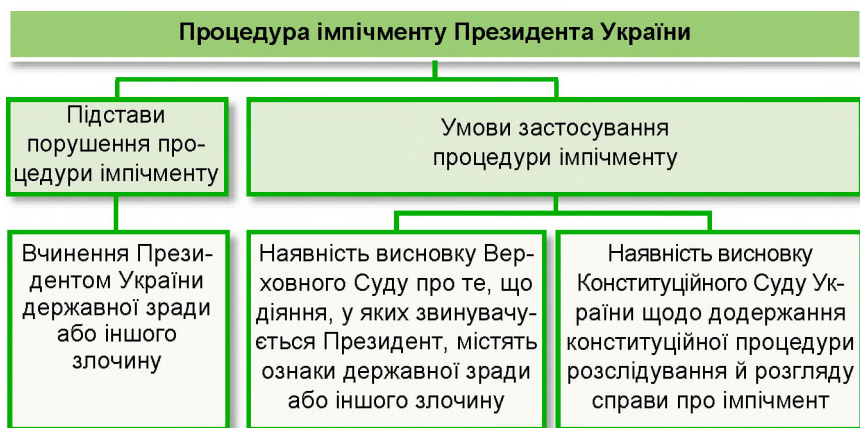 Процедура імпічменту Президента України
Підстави
порушення про-
цедури імпічменту
Умови застосування
процедури імпічменту
Вчинення Прези-
дентом України
державної зради
або іншого
злочину
Наявність висновку Вер-
ховного Суду про те, що
діяння, у яких звинувачу-
ється Президент, містять
ознаки державної зради
або іншого злочину
Наявність висновку
Конституційного Суду Ук-
раїни щодо додержання
конституційної процедури
розслідування й розгляду
справи про імпічмент